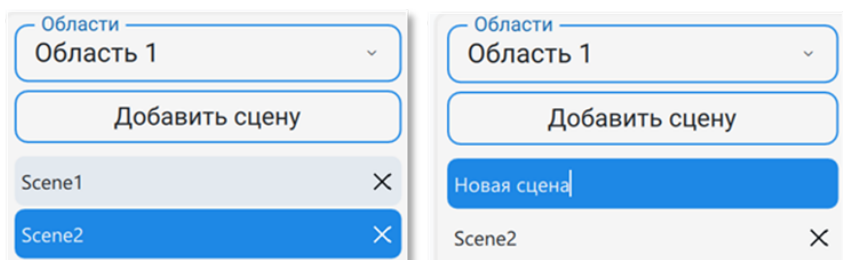 Области
Область 1
Добавить сцену
Scene1
Scene2
Области
Область 1
Добавить сцену
Новая сцена
Scene2